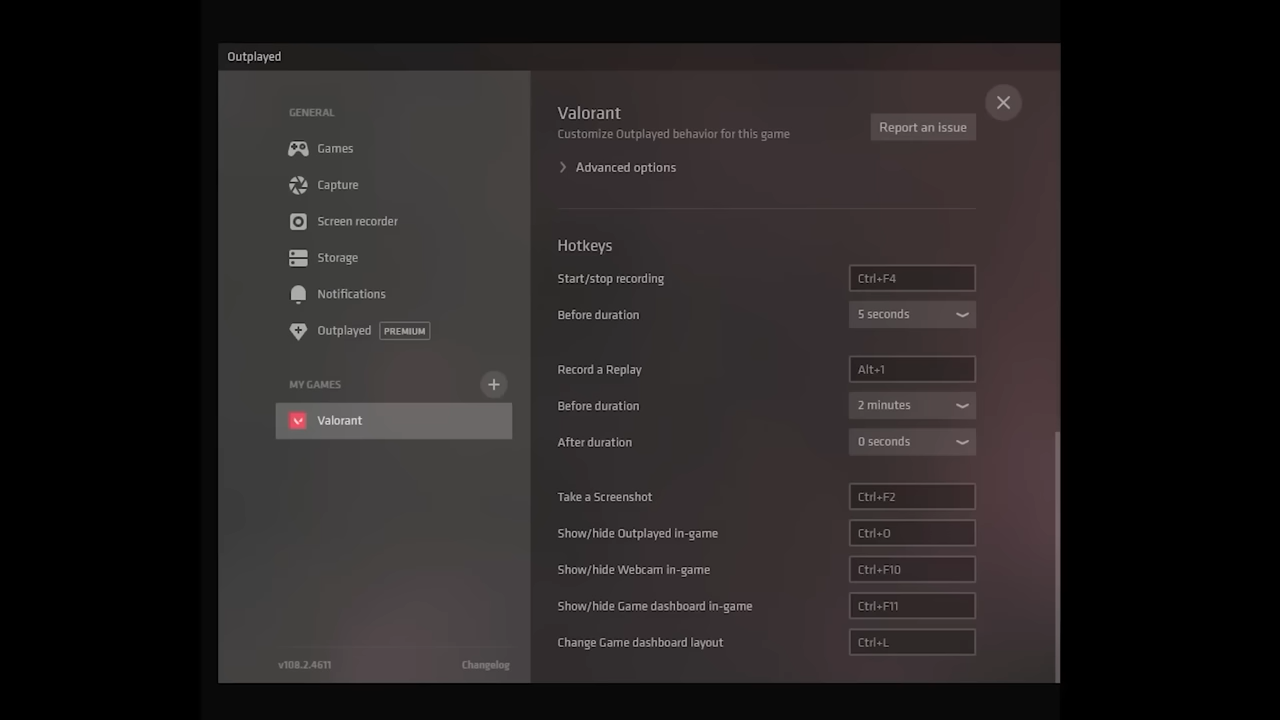 Outplayed
GENERAL
Games
Capture
Screen recorder
Storage
Notifications
Outplayed PREMIUM
MY GAMES
Valorant
v108.2.4611
Changelog
Valorant
Customize Outplayed behavior for this game
Report an issue
Advanced options
Hotkeys
Start/stop recording Ctrl+F4
Before duration 5 seconds
Record a Replay Alt+1
Before duration 2 minutes
After duration 0 seconds
Take a Screenshot Ctrl+F2
Show/hide Outplayed in-game Ctrl+O
Show/hide Webcam in-game Ctrl+F10
Show/hide Game dashboard in-game Ctrl+F11
Change Game dashboard layout Ctrl+L